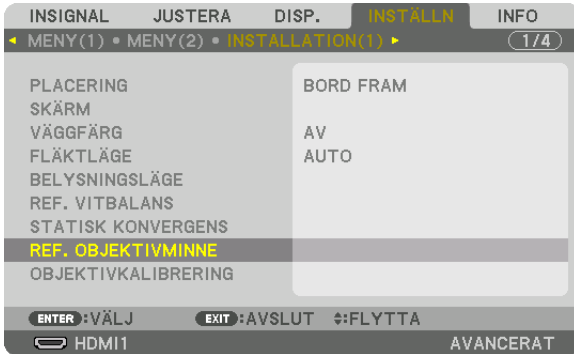 INSIGNAL JUSTERA DISP. INSTÄLLN INFO
MENY(1) • MENY(2) • INSTALLATION(1) 1/4
PLACERING BORD FRAM
SKÄRM
VÄGGFÄRG AV
FLÄKTLÄGE AUTO
BELYSNINGSLÄGE
REF. VITBALANS
STATISK KONVERGENS
REF. OBJEKTIVMINNE
OBJEKTIVKALIBRERING
ENTER :VÄLJ EXIT :AVSLUT :FLYTTA
HDMI1 AVANCERAT